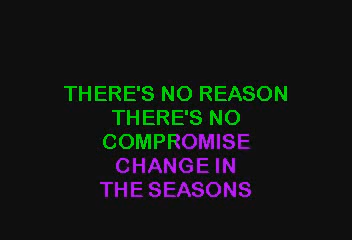 THERE'S NO REASON
THERE'S NO
COMPROMISE
CHANGE IN
THE SEASONS